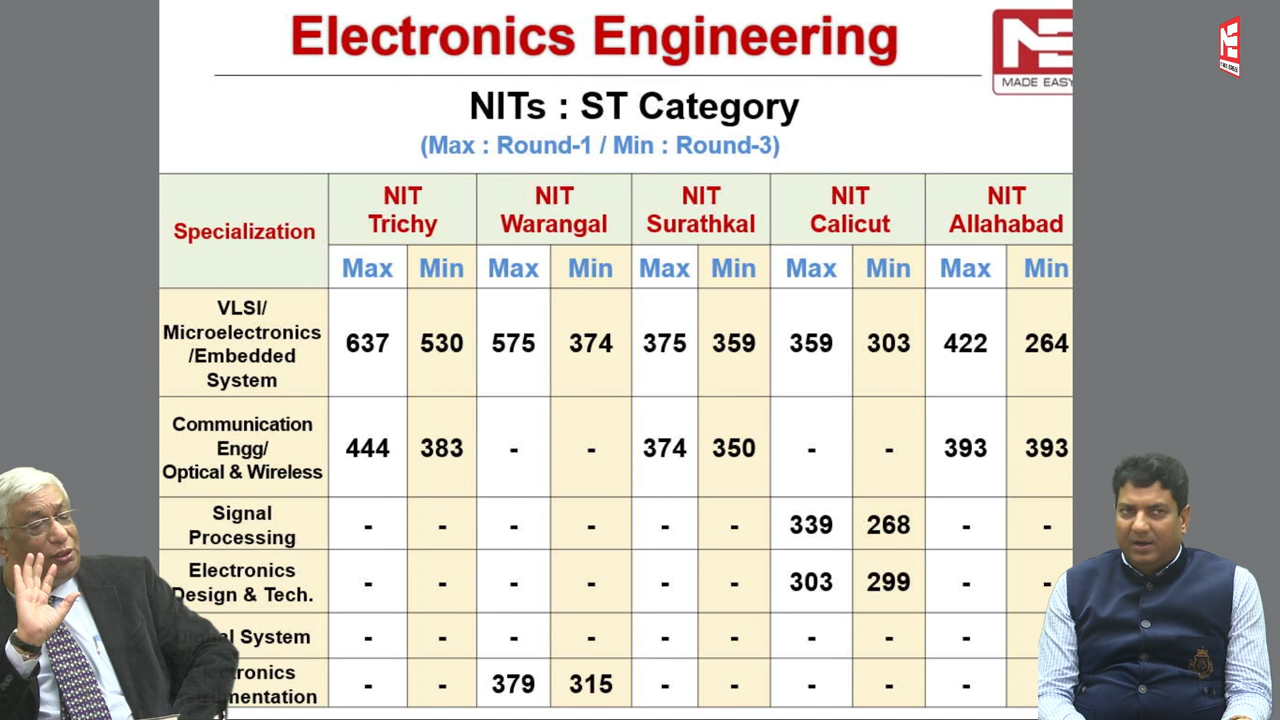 Electronics Engineering
MADE EASY
NITs : ST Category
(Max : Round-1 / Min : Round-3)
Specialization
NIT Trichy
NIT Warangal
NIT Surathkal
NIT Calicut
NIT Allahabad
Max Min Max Min Max Min Max Min Max Min
VLSI/
Microelectronics
/Embedded
System
637 530 575 374 375 359 359 303 422 264
Communication
Engg/
Optical & Wireless
444 383 - - 374 350 - - 393 393
Signal
Processing
- - - - - - 339 268 - -
Electronics
Design & Tech.
- - - - - - 303 299 - -
System
- - - - - - - - - -
- - 379 315 - - - - -